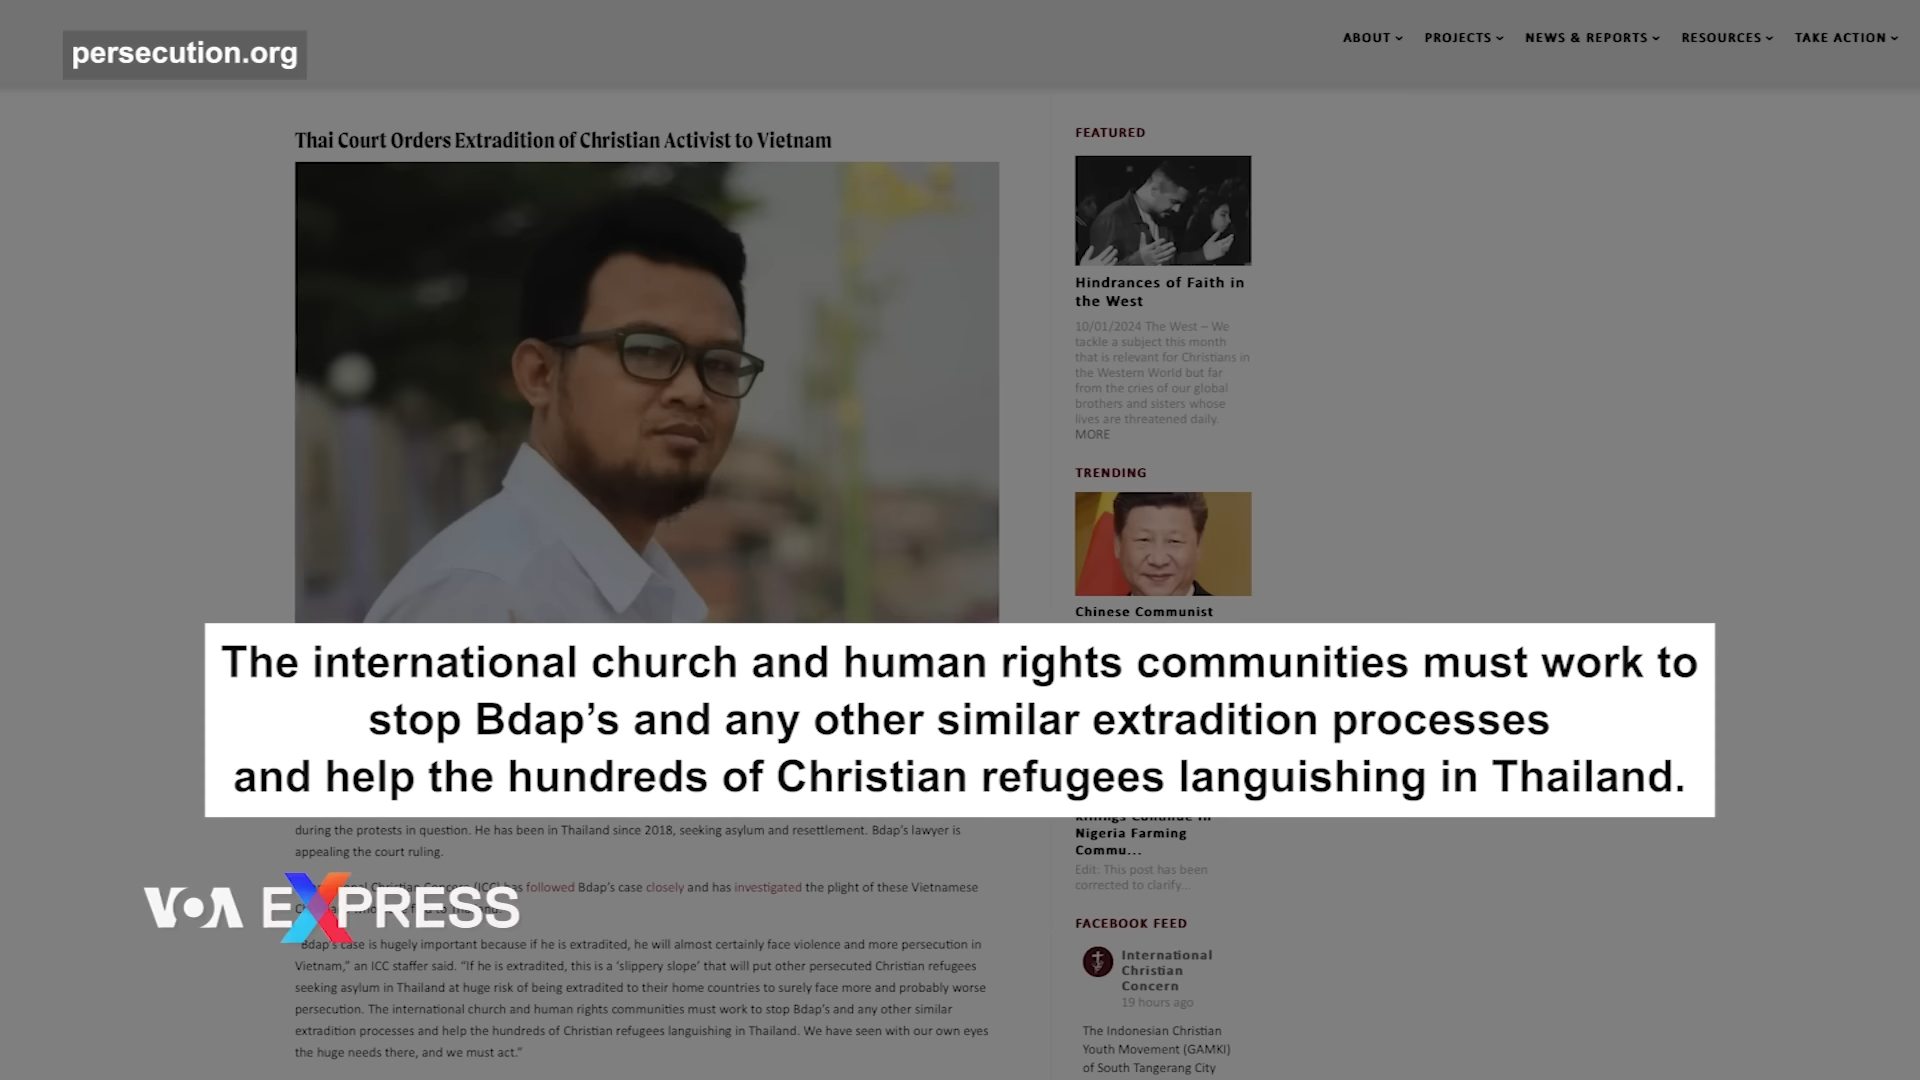 persecution.org
ABOUT PROJECTS NEWS & REPORTS RESOURCES TAKE ACTION
Thai Court Orders Extradition of Christian Activist to Vietnam
The international church and human rights communities must work to
stop Bdap’s and any other similar extradition processes
and help the hundreds of Christian refugees languishing in Thailand.
during the protests in question. He has been in Thailand since 2018, seeking asylum and resettlement. Bdap’s lawyer is
appealing the court ruling.
Christian Concern (ICC) has followed Bdap’s case closely and has investigated the plight of these Vietnamese
“Bdap’s case is hugely important because if he is extradited, he will almost certainly face violence and more persecution in
Vietnam,” an ICC staffer said. “If he is extradited, this is a ‘slippery slope’ that will put other persecuted Christian refugees
seeking asylum in Thailand at huge risk of being extradited to their home countries to surely face more and probably worse
persecution. The international church and human rights communities must work to stop Bdap’s and any other similar
extradition processes and help the hundreds of Christian refugees languishing in Thailand. We have seen with our own eyes
the huge needs there, and we must act.”
VOA EXPRESS
FEATURED
Hindrances of Faith in
the West
10/01/2024 The West – We
tackle a subject this month
that is relevant for Christians in
the Western World but far
from the cries of our global
brothers and sisters whose
lives are threatened daily.
MORE
TRENDING
Chinese Communist
Killings Continue in
Nigeria Farming
Commu...
Edit: This post has been
corrected to clarify...
FACEBOOK FEED
International
Christian
Concern
19 hours ago
The Indonesian Christian
Youth Movement (GAMKI)
of South Tangerang City